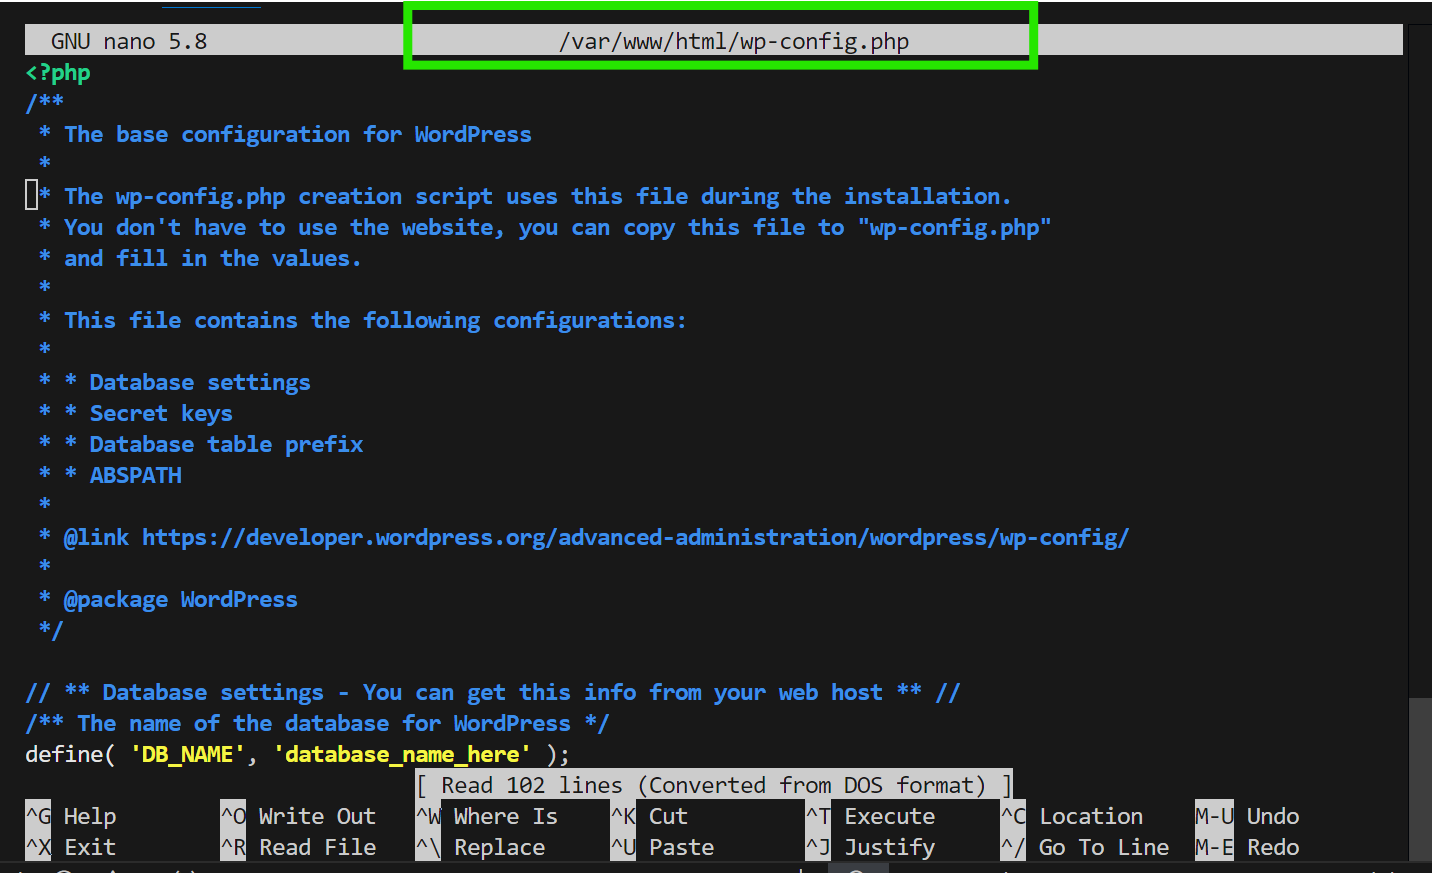 GNU nano 5.8 /var/www/html/wp-config.php
<?php
/**
* The base configuration for WordPress
*
* The wp-config.php creation script uses this file during the installation.
* You don't have to use the website, you can copy this file to "wp-config.php"
* and fill in the values.
*
* This file contains the following configurations:
*
* * Database settings
* * Secret keys
* * Database table prefix
* * ABSPATH
*
* @link https://developer.wordpress.org/advanced-administration/wordpress/wp-config/
*
* @package WordPress
*/
// ** Database settings - You can get this info from your web host ** //
/** The name of the database for WordPress */
define( 'DB_NAME', 'database_name_here' );
[ Read 102 lines (Converted from DOS format) ]
^G Help ^O Write Out ^W Where Is ^K Cut ^T Execute ^C Location M-U Undo
^X Exit ^R Read File ^\ Replace ^U Paste ^J Justify ^/ Go To Line M-E Redo